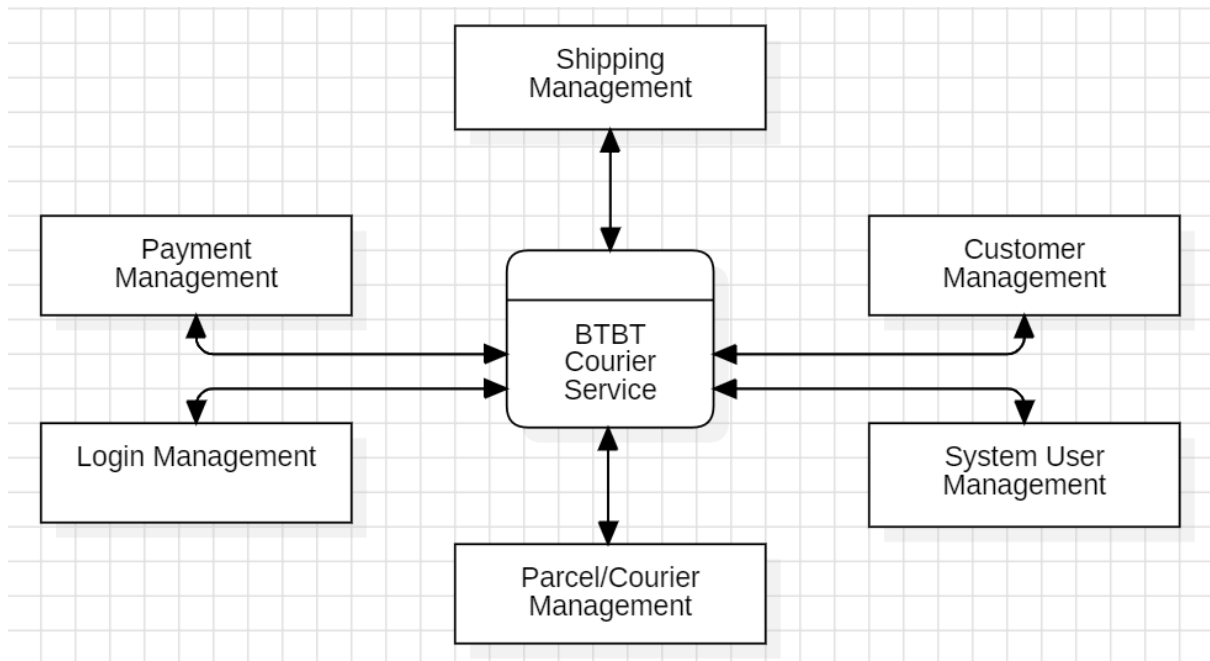 Shipping
Management
Payment
Management
Customer
Management
BTBT
Courier
Service
Login Management
System User
Management
Parcel/Courier
Management